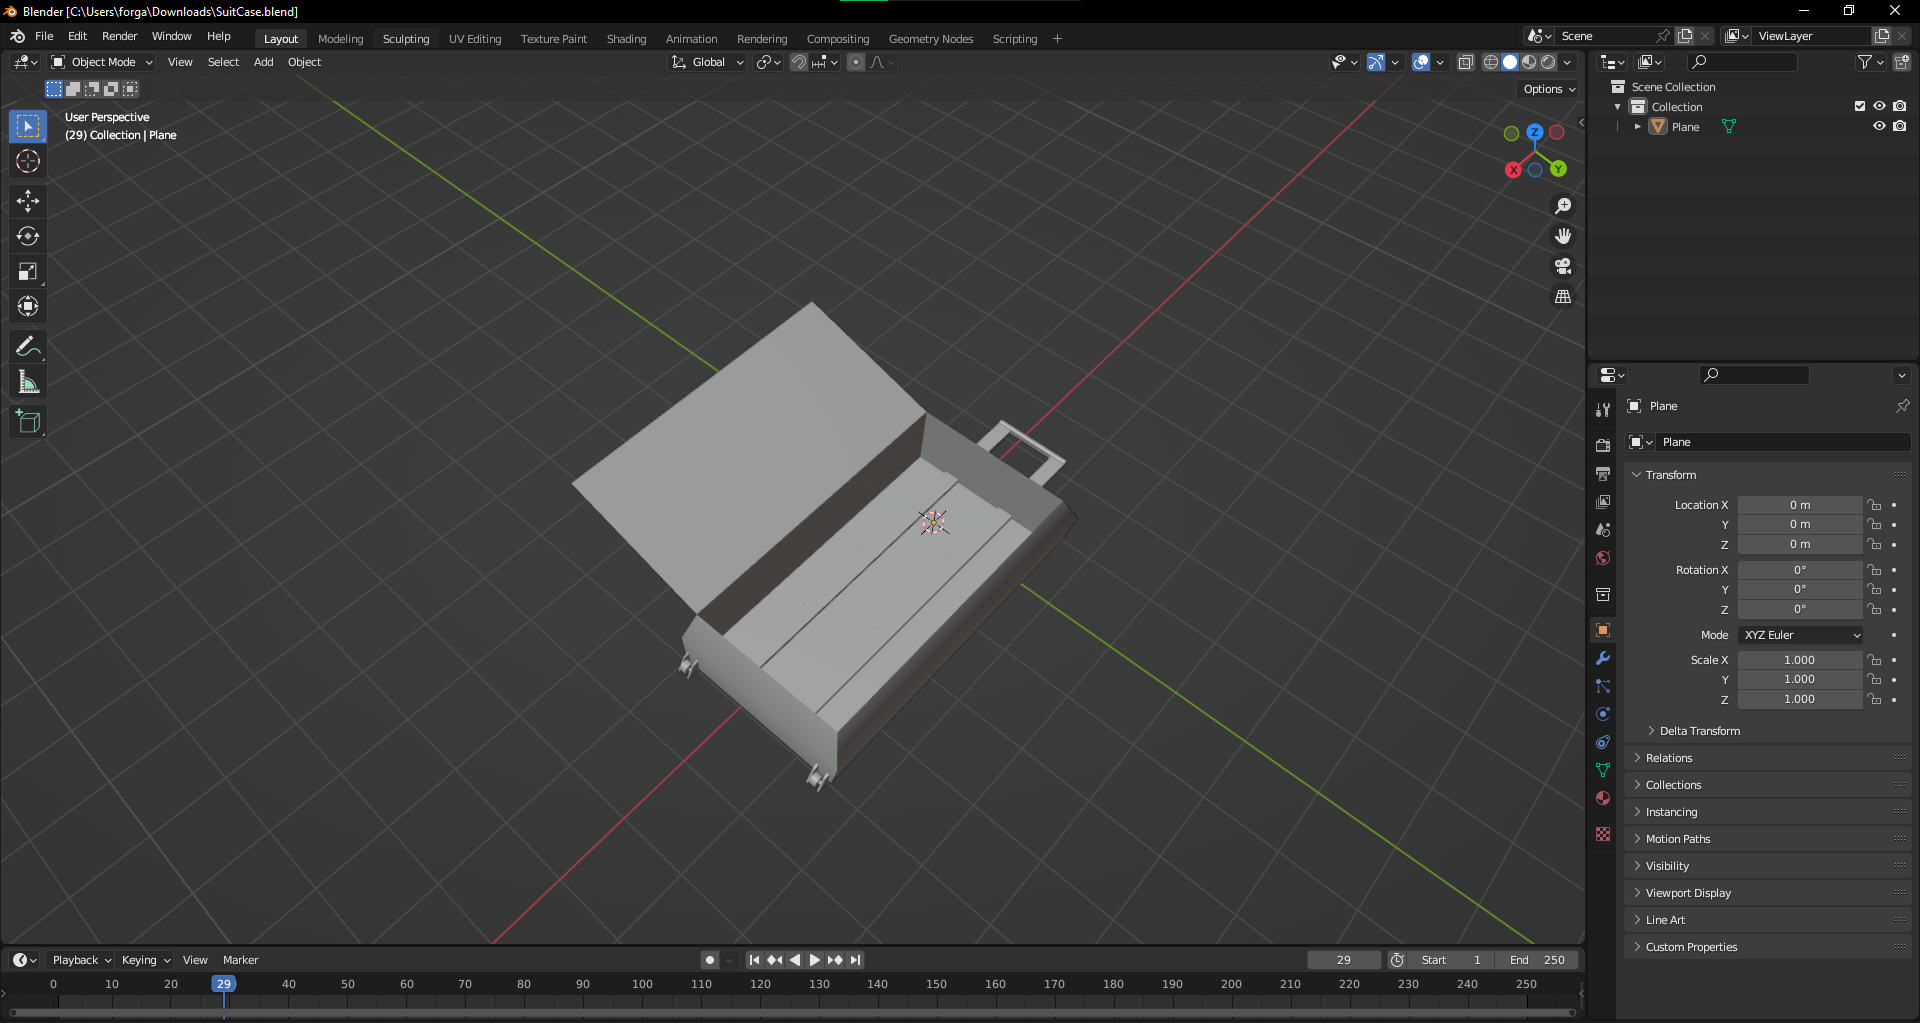 Blender [C:\Users\forga\Downloads\SuitCase.blend]
File Edit Render Window Help Layout Modeling Sculpting UV Editing Texture Paint Shading Animation Rendering Compositing Geometry Nodes Scripting + Scene ViewLayer
Object Mode View Select Add Object Global
Options
User Perspective
(29) Collection | Plane
Z
X
Y
Scene Collection
Collection
Plane
Plane
Plane
Transform
Location X 0 m
Y 0 m
Z 0 m
Rotation X 0°
Y 0°
Z 0°
Mode XYZ Euler
Scale X 1.000
Y 1.000
Z 1.000
Delta Transform
Relations
Collections
Instancing
Motion Paths
Visibility
Viewport Display
Line Art
Custom Properties
Playback Keying View Marker 29 Start 1 End 250
0 10 20 29 40 50 60 70 80 90 100 110 120 130 140 150 160 170 180 190 200 210 220 230 240 250